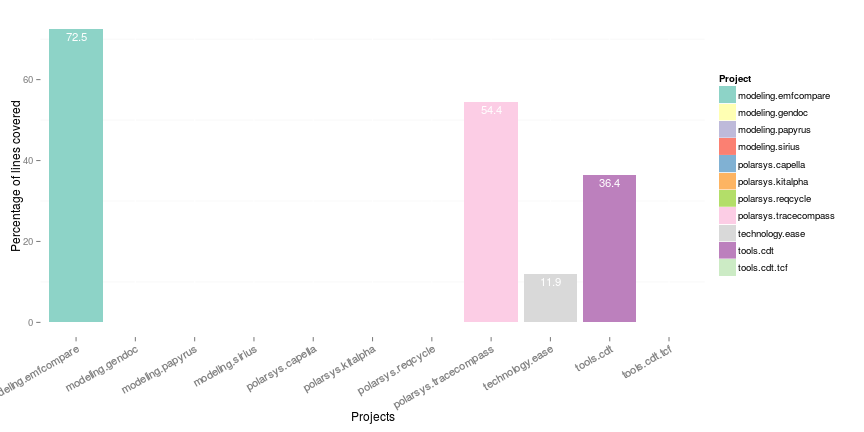 Percentage of lines covered
60
40
20
0
72.5
54.4
11.9
36.4
deling.emfcompare
modeling.gendoc
modeling.papyrus
modeling.sirius
polarsys.capella
polarsys.kitalpha
polarsys.reqcycle
polarsys.tracecompass
technology.ease
tools.cdt
tools.cdt.tcf
Projects
Project
modeling.emfcompare
modeling.gendoc
modeling.papyrus
modeling.sirius
polarsys.capella
polarsys.kitalpha
polarsys.reqcycle
polarsys.tracecompass
technology.ease
tools.cdt
tools.cdt.tcf